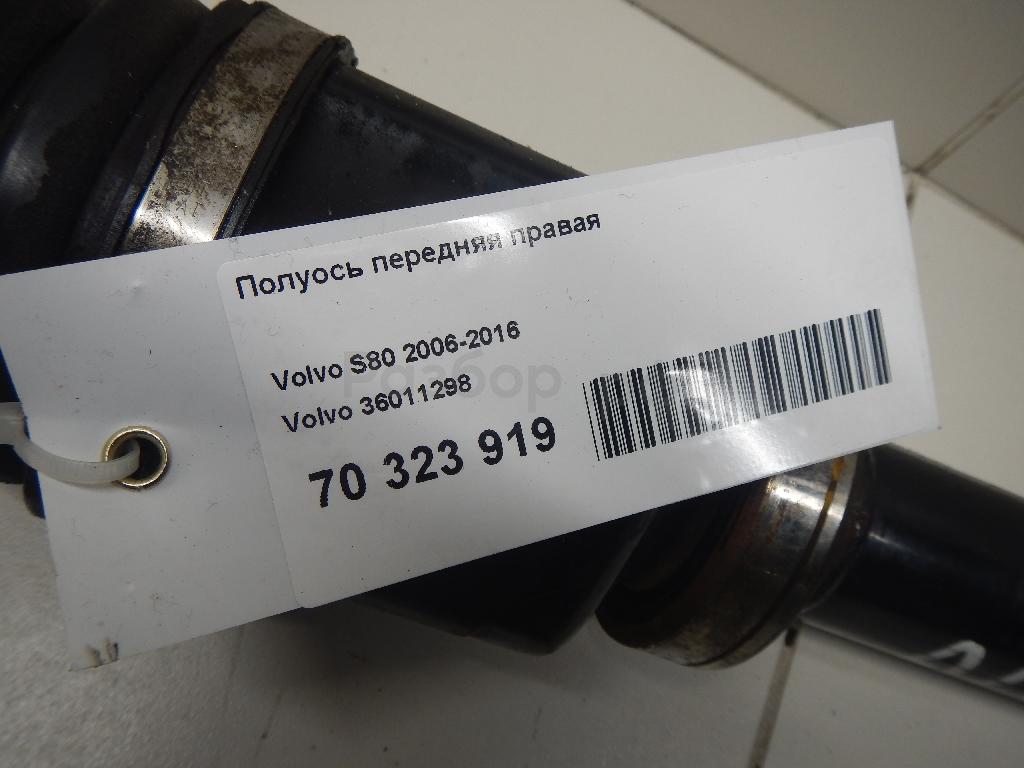 Полуось передняя правая
Volvo S80 2006-2016
Volvo 36011298
70 323 919